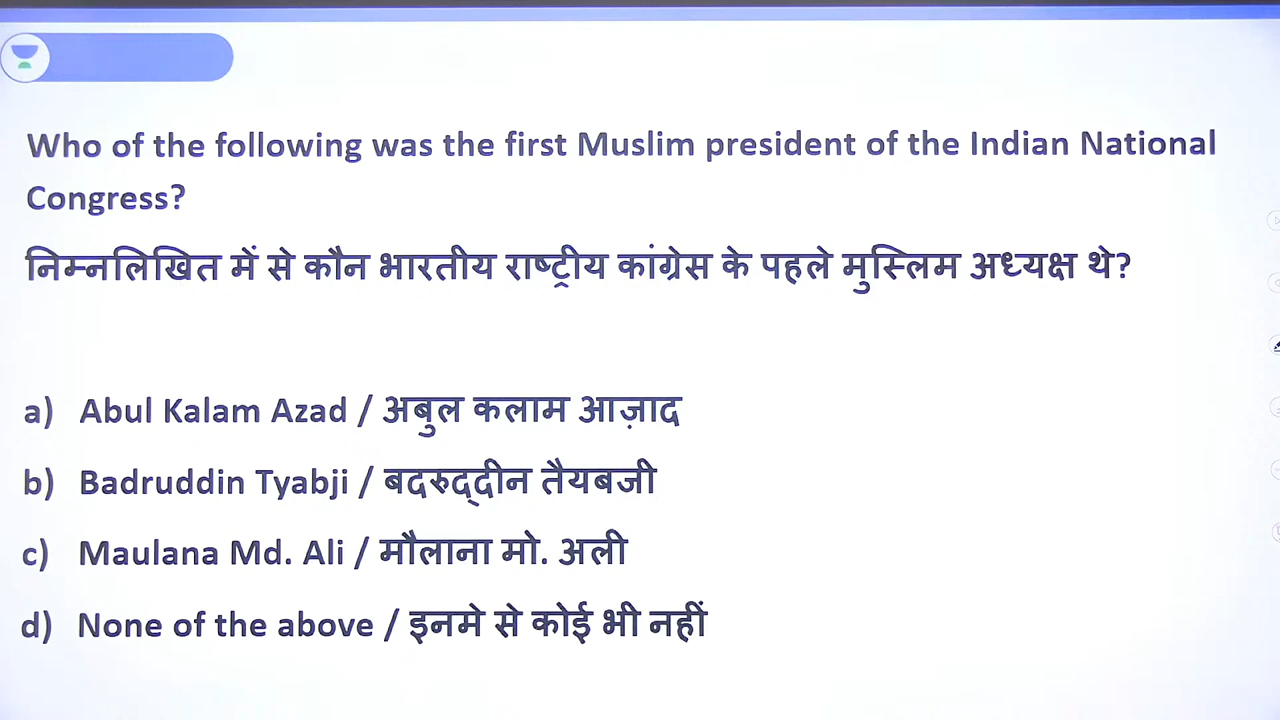 Who of the following was the first Muslim president of the Indian National
Congress?
निम्नलिखित में से कौन भारतीय राष्ट्रीय कांग्रेस के पहले मुस्लिम अध्यक्ष थे?
a) Abul Kalam Azad / अबुल कलाम आज़ाद
b) Badruddin Tyabji / बदरुद्दीन तैयबजी
c) Maulana Md. Ali / मौलाना मो. अली
d) None of the above / इनमे से कोई भी नहीं